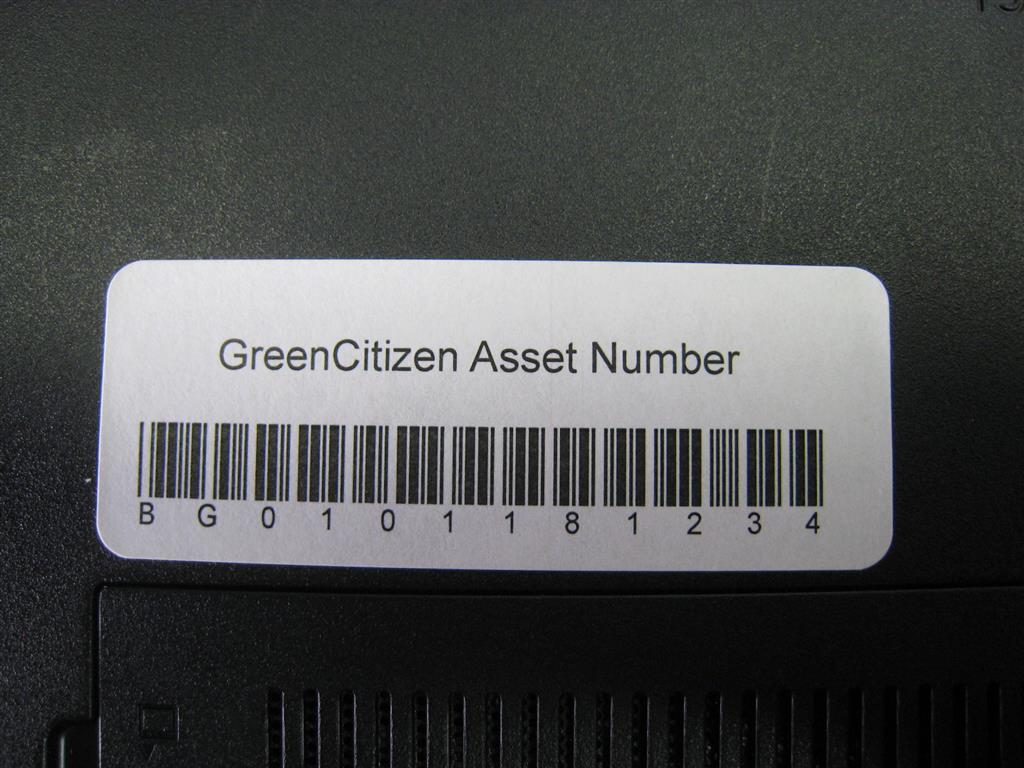 GreenCitizen Asset Number
B G 0 1 0 1 1 8 1 2 3 4